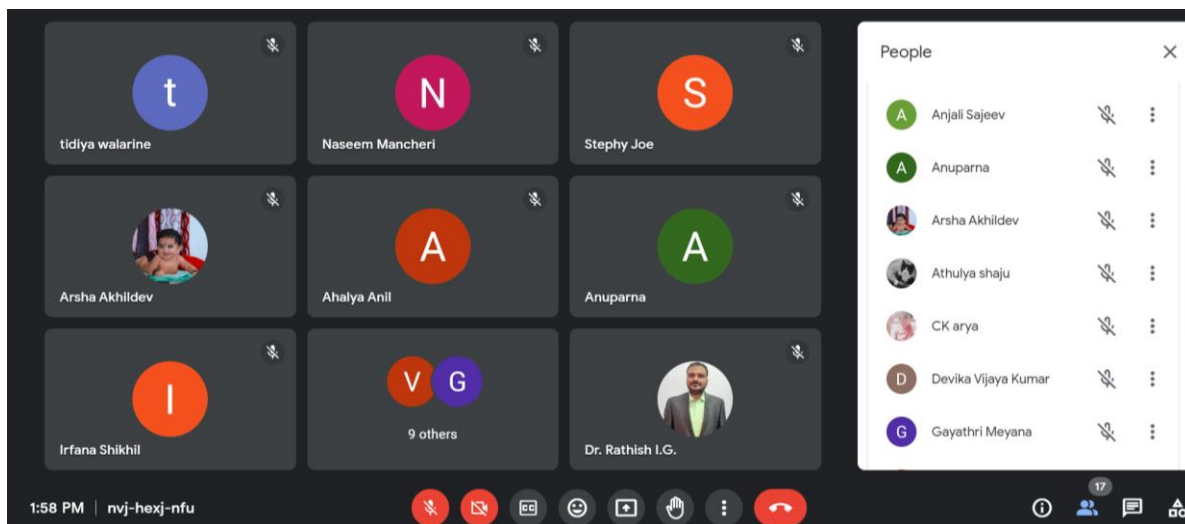 t
tidiya walarine
N
Naseem Mancheri
S
Stephy Joe
Arsha Akhildev
A
Ahalya Anil
A
Anuparna
I
Irfana Shikhil
V G
9 others
Dr. Rathish I.G.
People
A Anjali Sajeev
A Anuparna
Arsha Akhildev
Athulya shaju
CK arya
D Devika Vijaya Kumar
G Gayathri Meyana
1:58 PM | nvj-hexj-nfu
CC
17